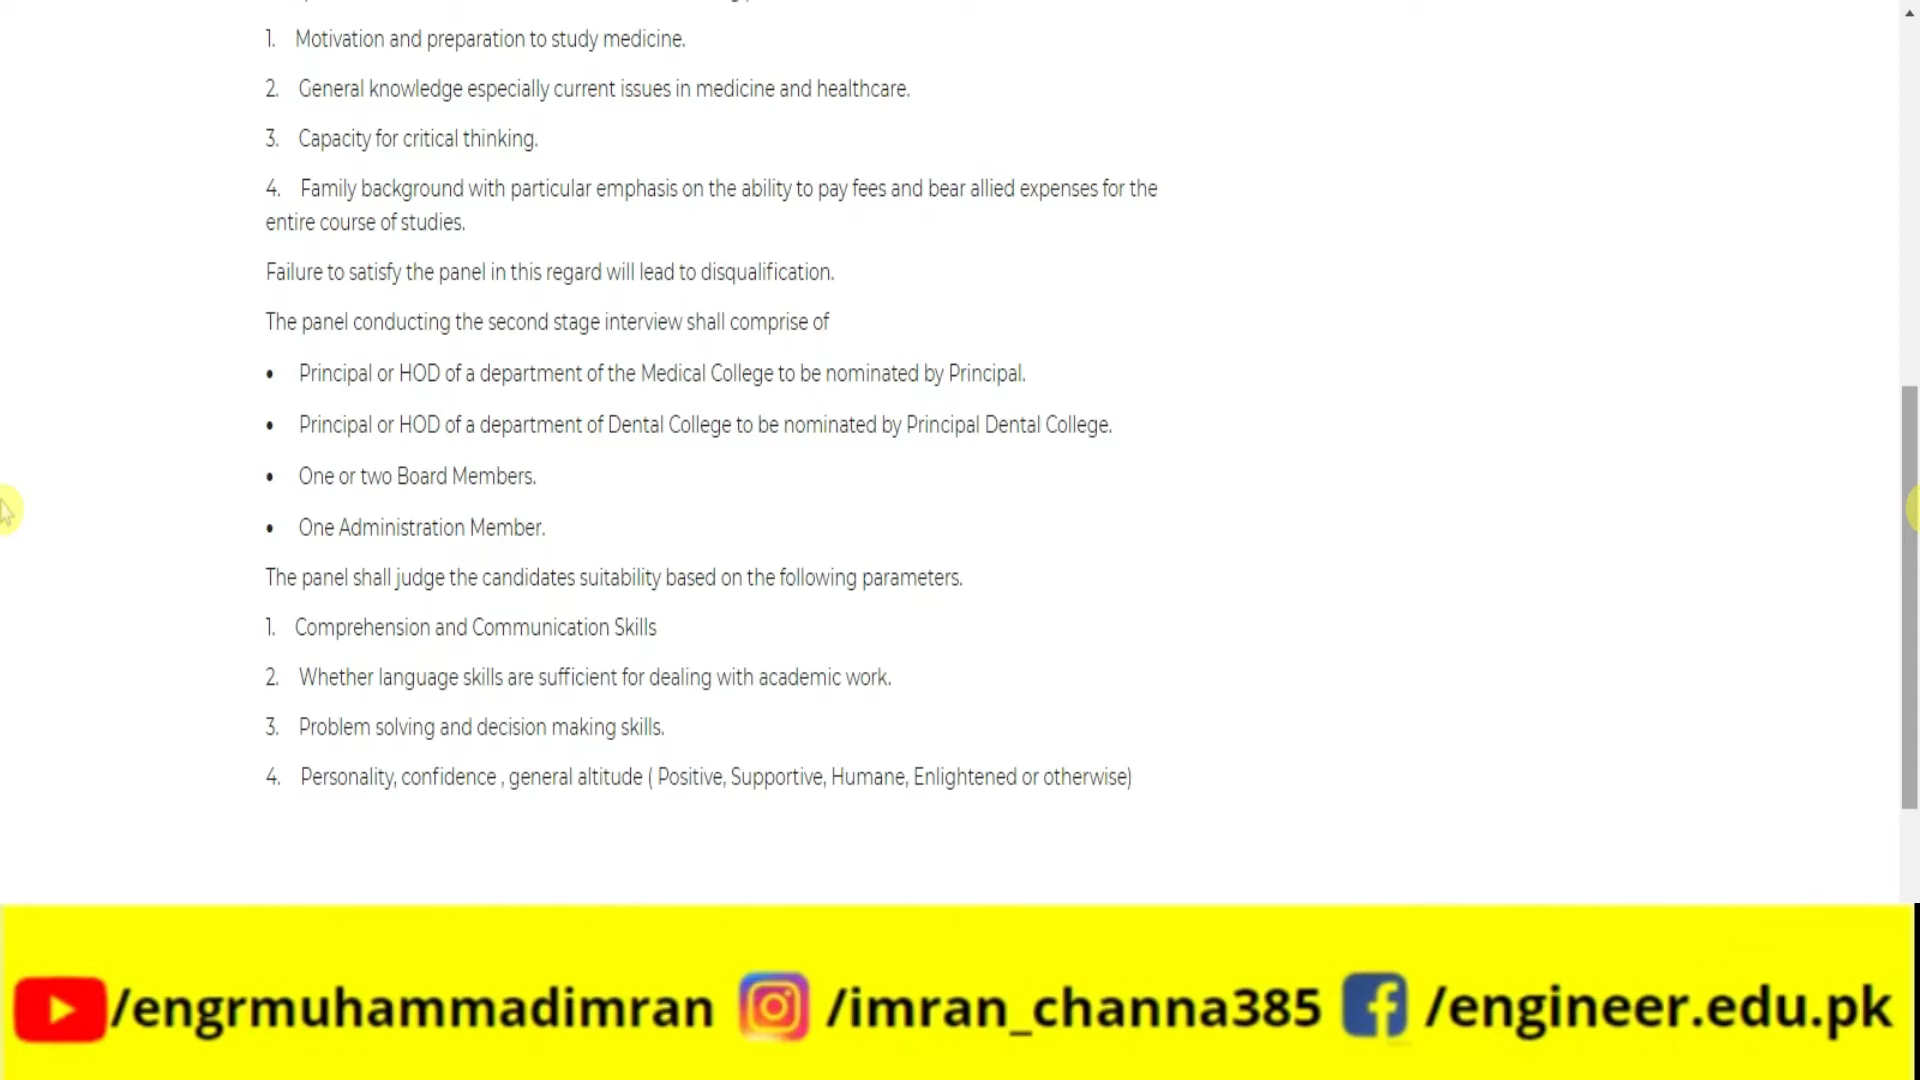 1. Motivation and preparation to study medicine.
2. General knowledge especially current issues in medicine and healthcare.
3. Capacity for critical thinking.
4. Family background with particular emphasis on the ability to pay fees and bear allied expenses for the
entire course of studies.
Failure to satisfy the panel in this regard will lead to disqualification.
The panel conducting the second stage interview shall comprise of
• Principal or HOD of a department of the Medical College to be nominated by Principal.
• Principal or HOD of a department of Dental College to be nominated by Principal Dental College.
• One or two Board Members.
• One Administration Member.
The panel shall judge the candidates suitability based on the following parameters.
1. Comprehension and Communication Skills
2. Whether language skills are sufficient for dealing with academic work.
3. Problem solving and decision making skills.
4. Personality, confidence , general altitude ( Positive, Supportive, Humane, Enlightened or otherwise)
/engrmuhammadimran /imran_channa385 /engineer.edu.pk